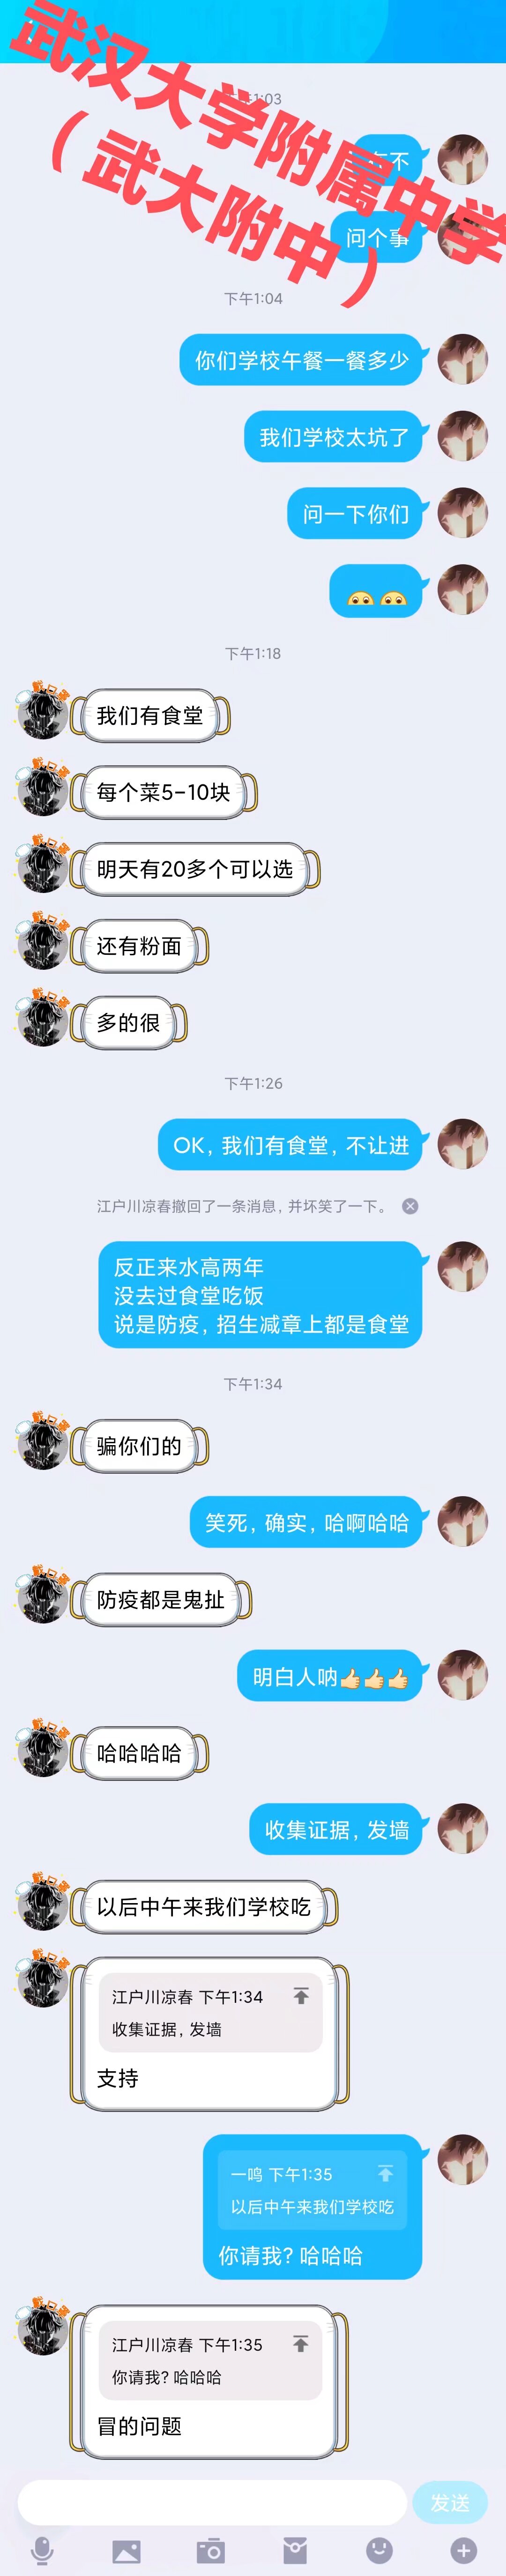 武汉大学附属中学
（武大附中）
1:03
不
问个事
下午1:04
你们学校午餐一餐多少
我们学校太坑了
问一下你们
下午1:18
我们有食堂
每个菜5-10块
明天有20多个可以选
还有粉面
多的很
下午1:26
OK，我们有食堂，不让进
江户川凉春撤回了一条消息，并坏笑了一下。
反正来水高两年
没去过食堂吃饭
说是防疫，招生减章上都是食堂
下午1:34
骗你们的
笑死，确实，哈啊哈哈
防疫都是鬼扯
明白人呐👍👍👍
哈哈哈哈
收集证据，发墙
以后中午来我们学校吃
江户川凉春 下午1:34
收集证据，发墙
支持
一鸣 下午1:35
以后中午来我们学校吃
你请我? 哈哈哈
江户川凉春 下午1:35
你请我? 哈哈哈
冒的问题
发送